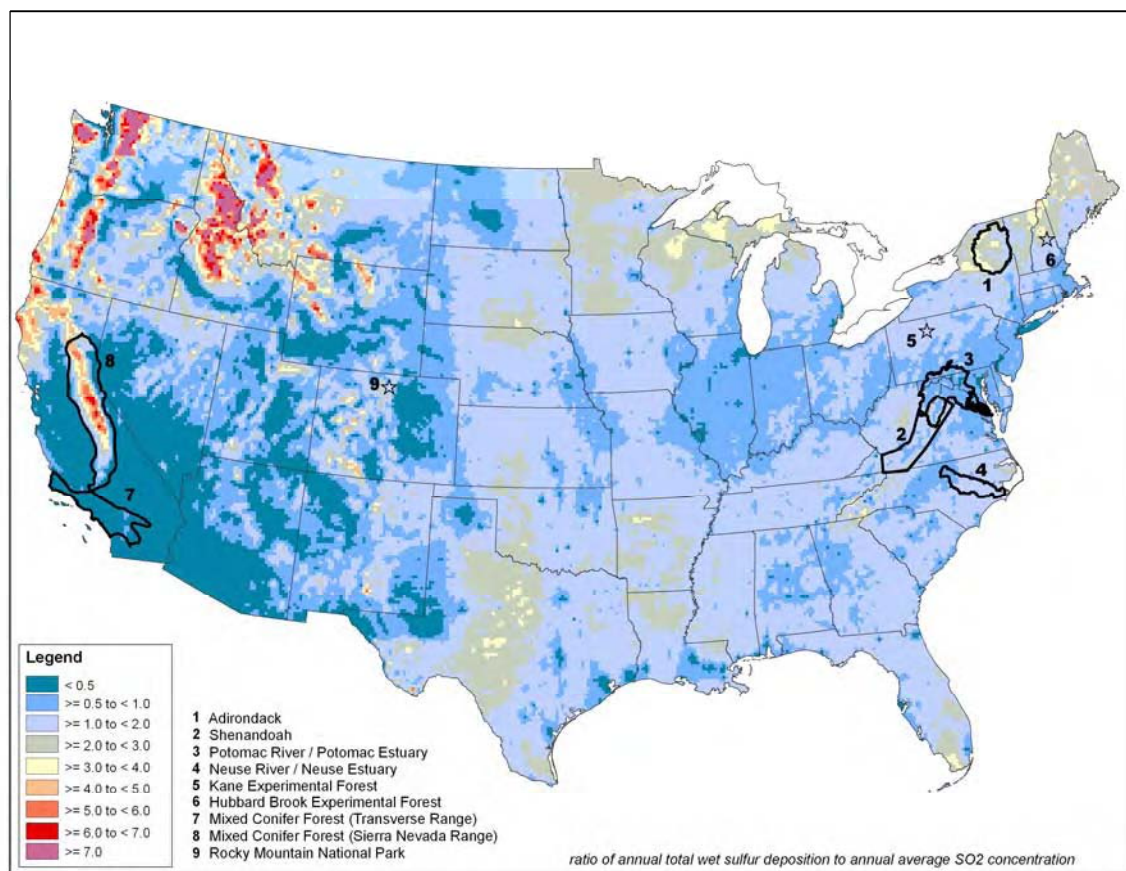 1
6
5
3
2
4
8
9
7
Legend
< 0.5
>= 0.5 to < 1.0
>= 1.0 to < 2.0
>= 2.0 to < 3.0
>= 3.0 to < 4.0
>= 4.0 to < 5.0
>= 5.0 to < 6.0
>= 6.0 to < 7.0
>= 7.0
1 Adirondack
2 Shenandoah
3 Potomac River / Potomac Estuary
4 Neuse River / Neuse Estuary
5 Kane Experimental Forest
6 Hubbard Brook Experimental Forest
7 Mixed Conifer Forest (Transverse Range)
8 Mixed Conifer Forest (Sierra Nevada Range)
9 Rocky Mountain National Park
ratio of annual total wet sulfur deposition to annual average SO2 concentration